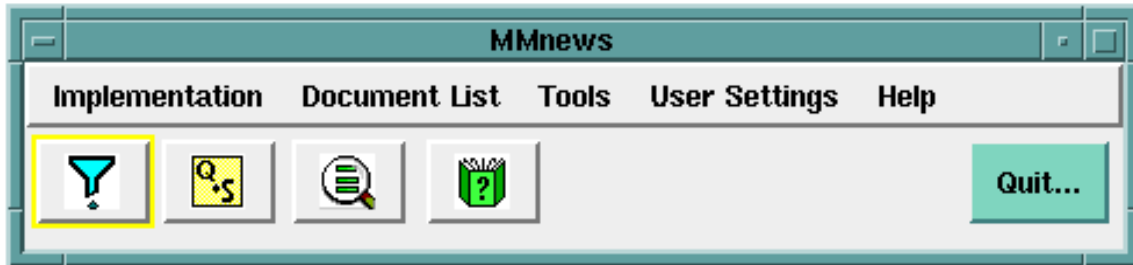 MMnews
Implementation Document List Tools User Settings Help
Q.S ? Quit...